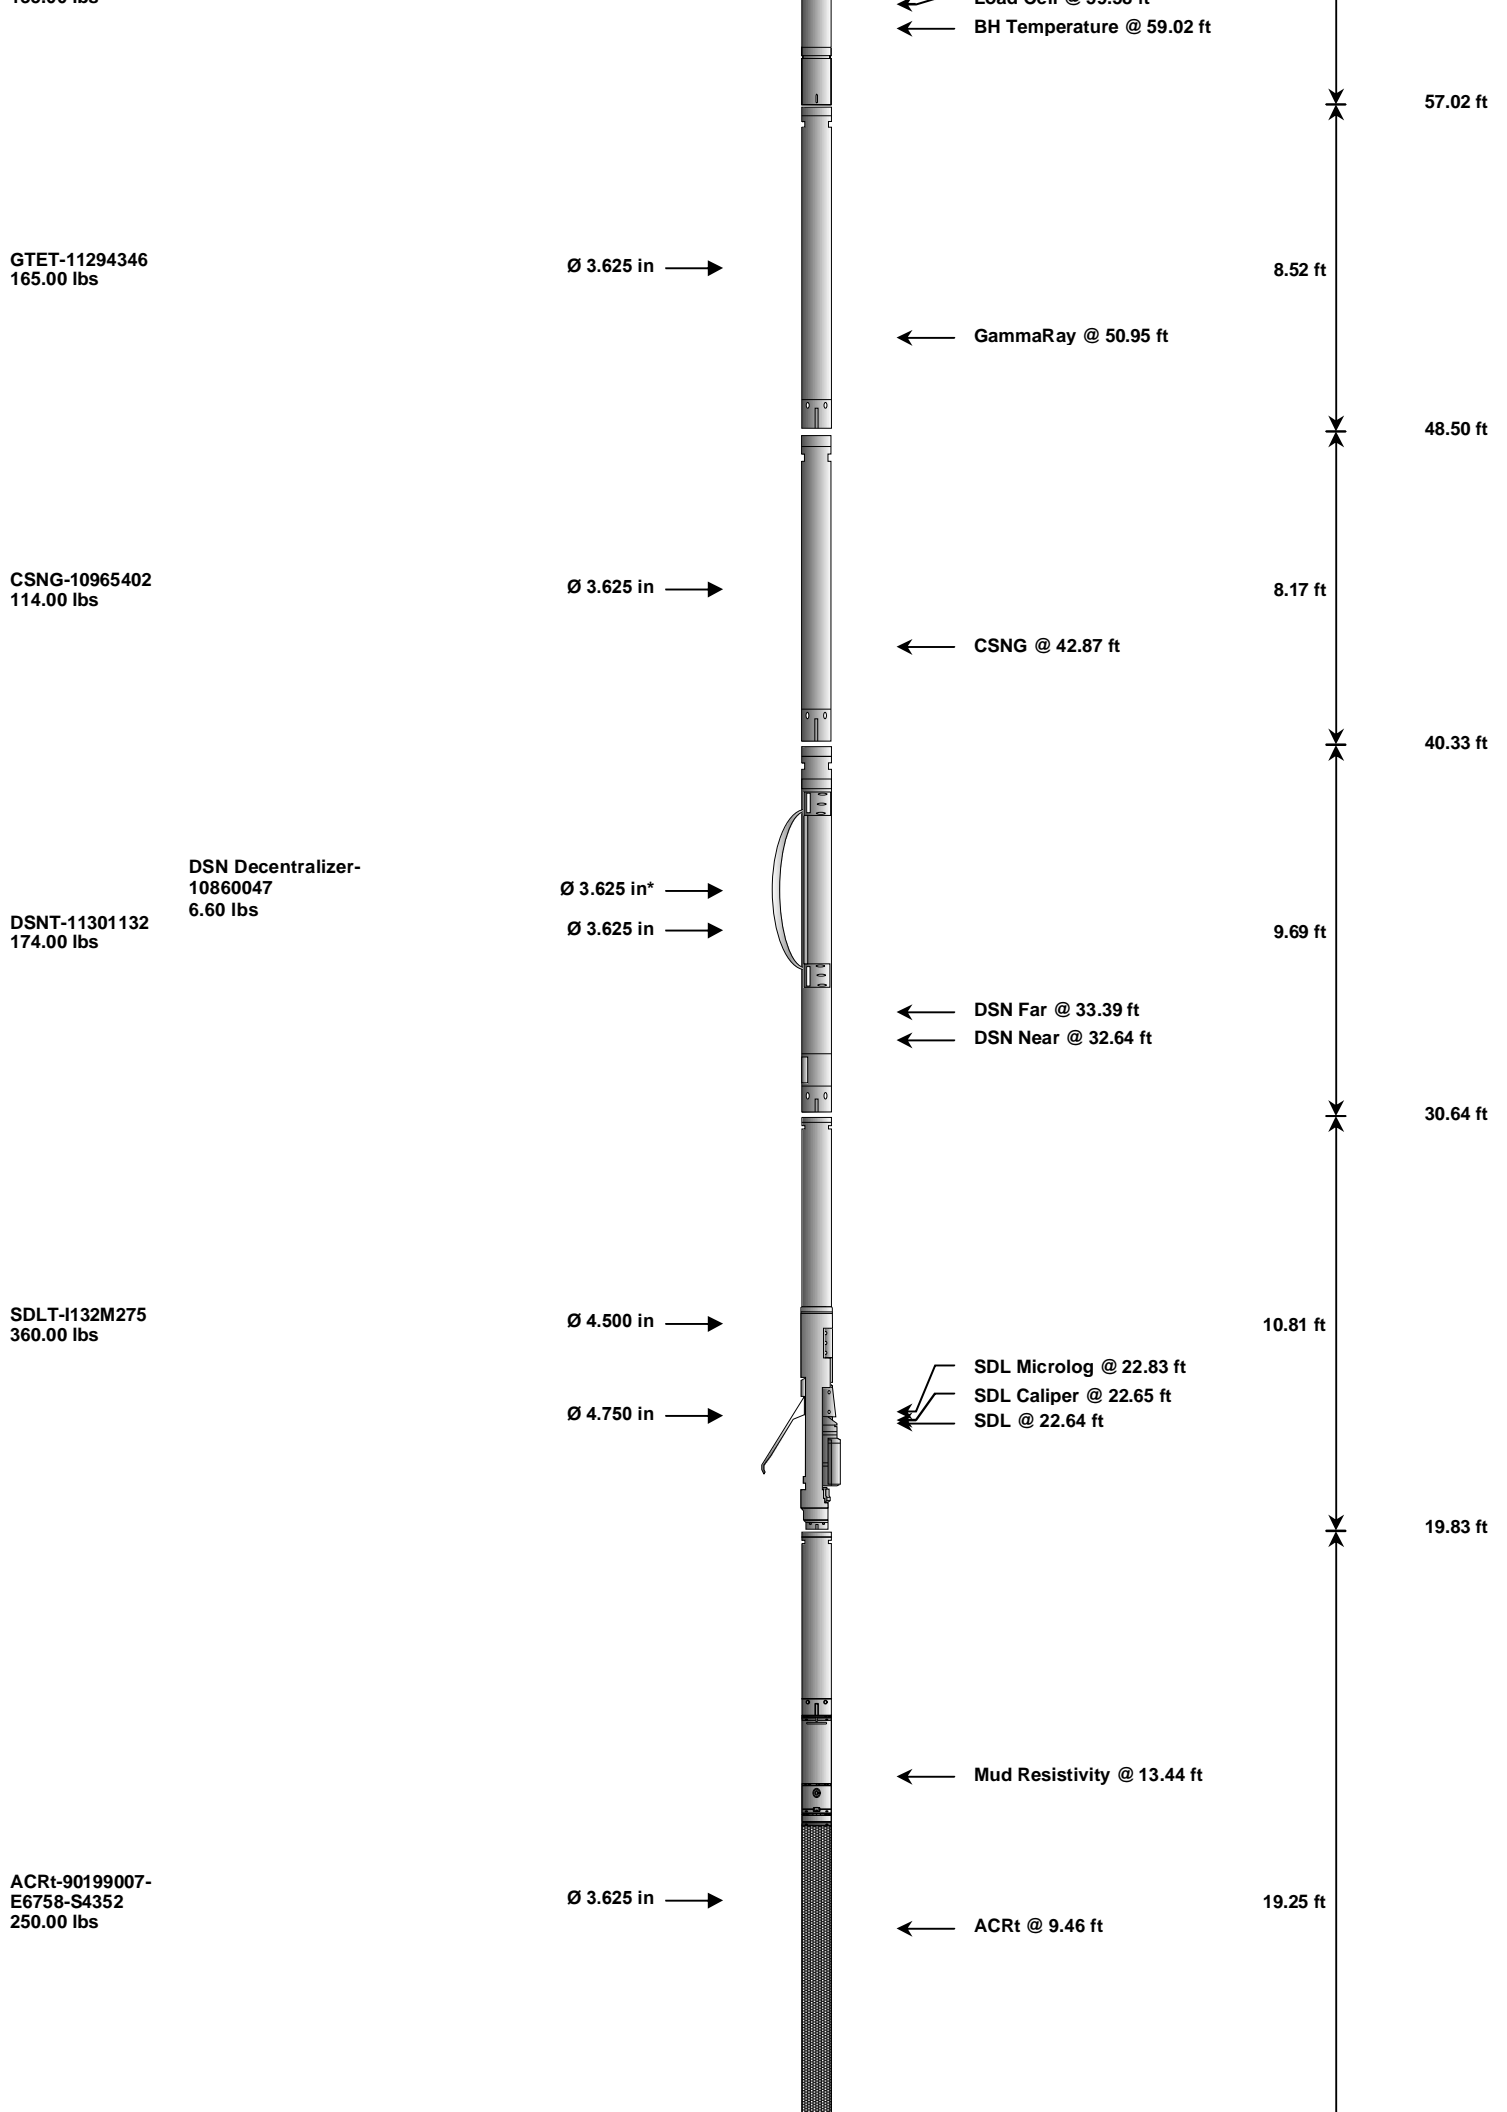 BH Temperature @ 59.02 ft
57.02 ft
GTET-11294346
165.00 lbs
Ø 3.625 in
8.52 ft
GammaRay @ 50.95 ft
48.50 ft
CSNG-10965402
114.00 lbs
Ø 3.625 in
8.17 ft
CSNG @ 42.87 ft
40.33 ft
DSN Decentralizer-
10860047
6.60 lbs
Ø 3.625 in*
DSNT-11301132
174.00 lbs
Ø 3.625 in
9.69 ft
DSN Far @ 33.39 ft
DSN Near @ 32.64 ft
30.64 ft
SDLT-I132M275
360.00 lbs
Ø 4.500 in
10.81 ft
SDL Microlog @ 22.83 ft
SDL Caliper @ 22.65 ft
Ø 4.750 in
SDL @ 22.64 ft
19.83 ft
Mud Resistivity @ 13.44 ft
ACRt-90199007-
E6758-S4352
250.00 lbs
Ø 3.625 in
19.25 ft
ACRt @ 9.46 ft